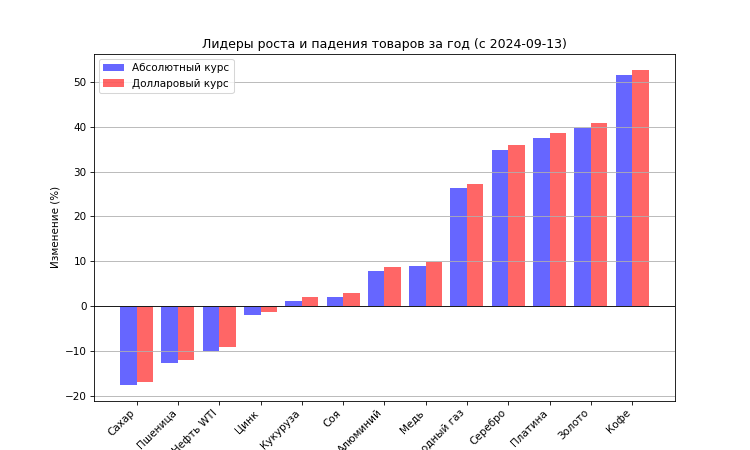 Лидеры роста и падения товаров за год (с 2024-09-13)
Абсолютный курс
Долларовый курс
Изменение (%)
50
40
30
20
10
0
−10
−20
Сахар
Пшеница
Нефть WTI
Цинк
Кукуруза
Соя
Алюминий
Медь
газ
Серебро
Платина
Золото
Кофе